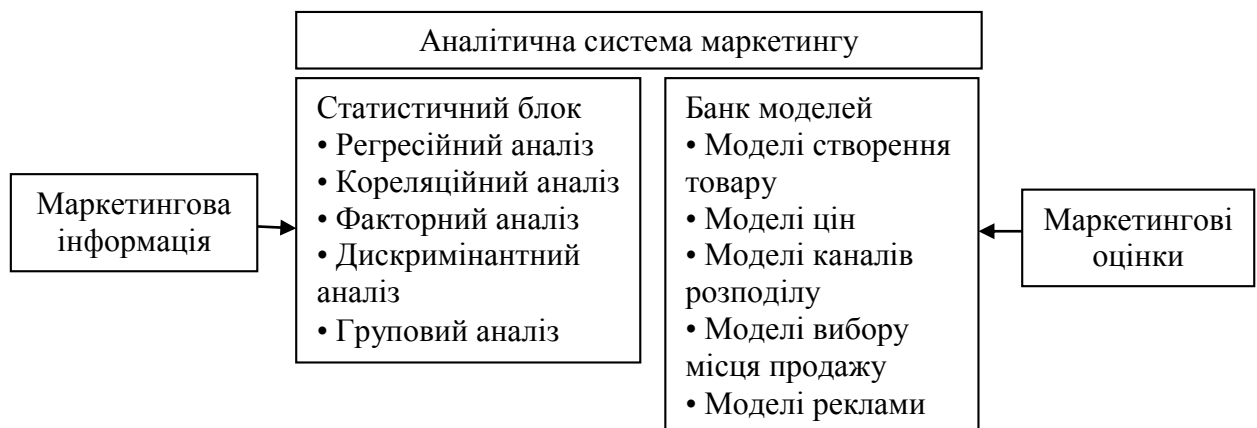 Аналітична система маркетингу
Маркетингова
інформація
Статистичний блок
• Регресійний аналіз
• Кореляційний аналіз
• Факторний аналіз
• Дискримінантний
аналіз
• Груповий аналіз
Банк моделей
• Моделі створення
товару
• Моделі цін
• Моделі каналів
розподілу
• Моделі вибору
місця продажу
• Моделі реклами
Маркетингові
оцінки